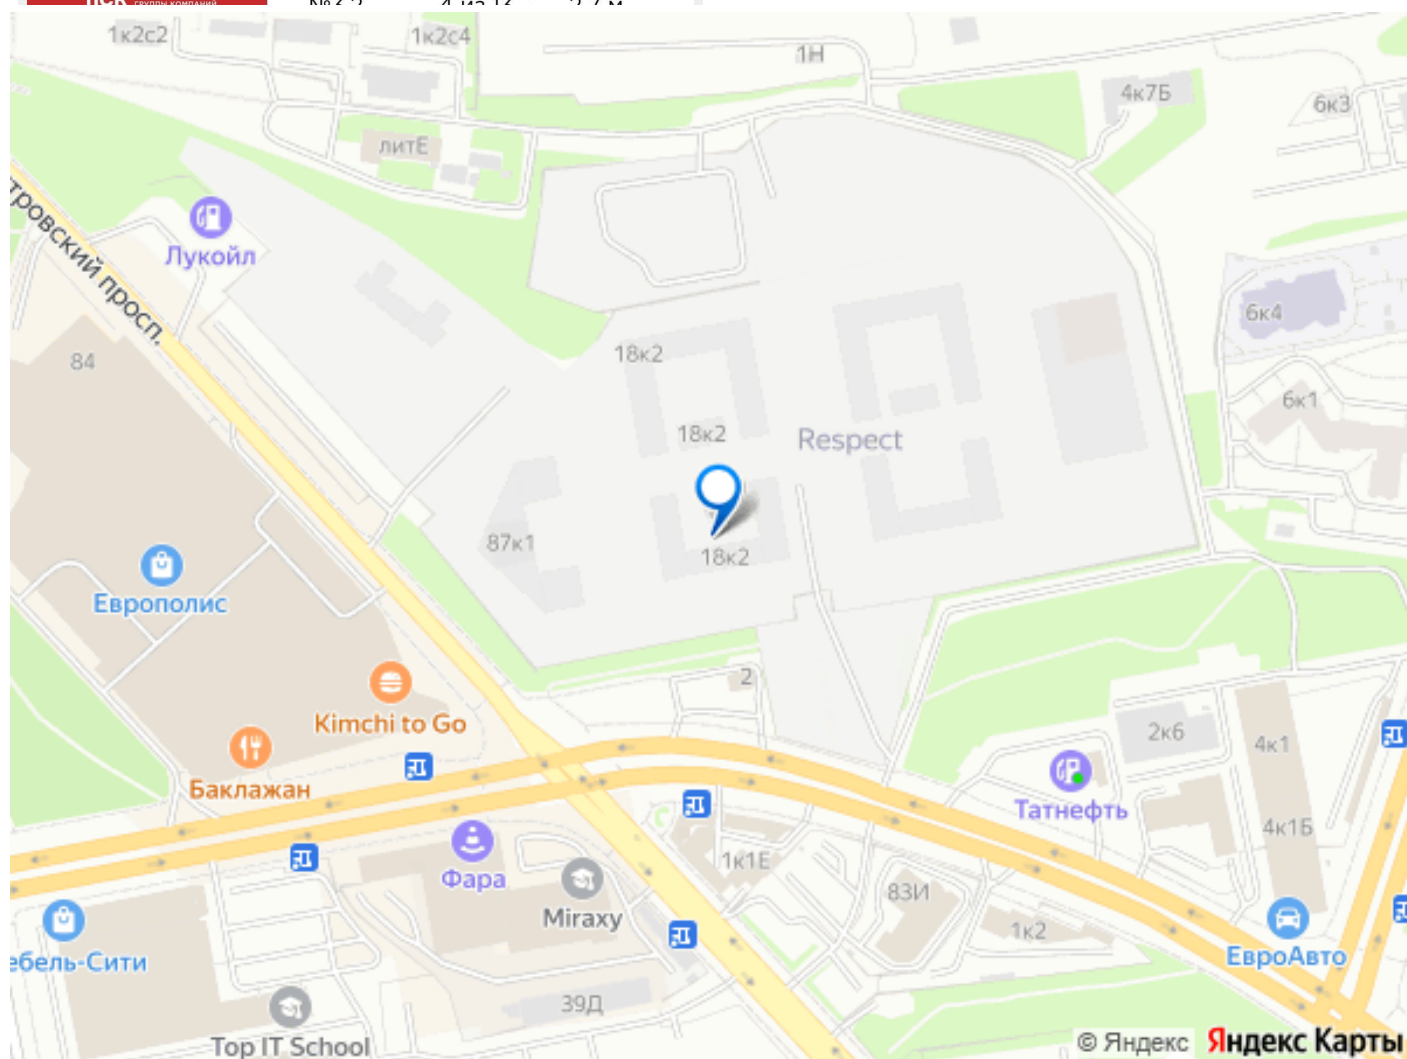 ГРУППЫ КОМПАНИЙ
1к2с2
1к2с4
1Н
4к7Б
6к3
литЕ
тровский просп.
Лукойл
6к4
84
18к2
6к1
18к2
Respect
87к1
18к2
Европолис
2
Kimchi to Go
2к6
4к1
Баклажан
Татнефть
4к1Б
1к1Е
Фара
83И
Miraxy
1к2
ебель-Сити
ЕвроАвто
39Д
Top IT School
© Яндекс Яндекс Карты